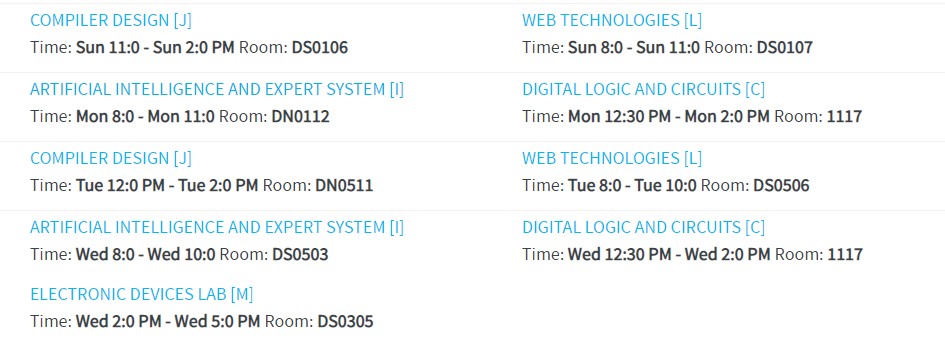 COMPILER DESIGN [J]
Time: Sun 11:0 - Sun 2:0 PM Room: DS0106
WEB TECHNOLOGIES [L]
Time: Sun 8:0 - Sun 11:0 Room: DS0107
ARTIFICIAL INTELLIGENCE AND EXPERT SYSTEM [I]
Time: Mon 8:0 - Mon 11:0 Room: DN0112
DIGITAL LOGIC AND CIRCUITS [C]
Time: Mon 12:30 PM - Mon 2:0 PM Room: 1117
COMPILER DESIGN [J]
Time: Tue 12:0 PM - Tue 2:0 PM Room: DN0511
WEB TECHNOLOGIES [L]
Time: Tue 8:0 - Tue 10:0 Room: DS0506
ARTIFICIAL INTELLIGENCE AND EXPERT SYSTEM [I]
Time: Wed 8:0 - Wed 10:0 Room: DS0503
DIGITAL LOGIC AND CIRCUITS [C]
Time: Wed 12:30 PM - Wed 2:0 PM Room: 1117
ELECTRONIC DEVICES LAB [M]
Time: Wed 2:0 PM - Wed 5:0 PM Room: DS0305